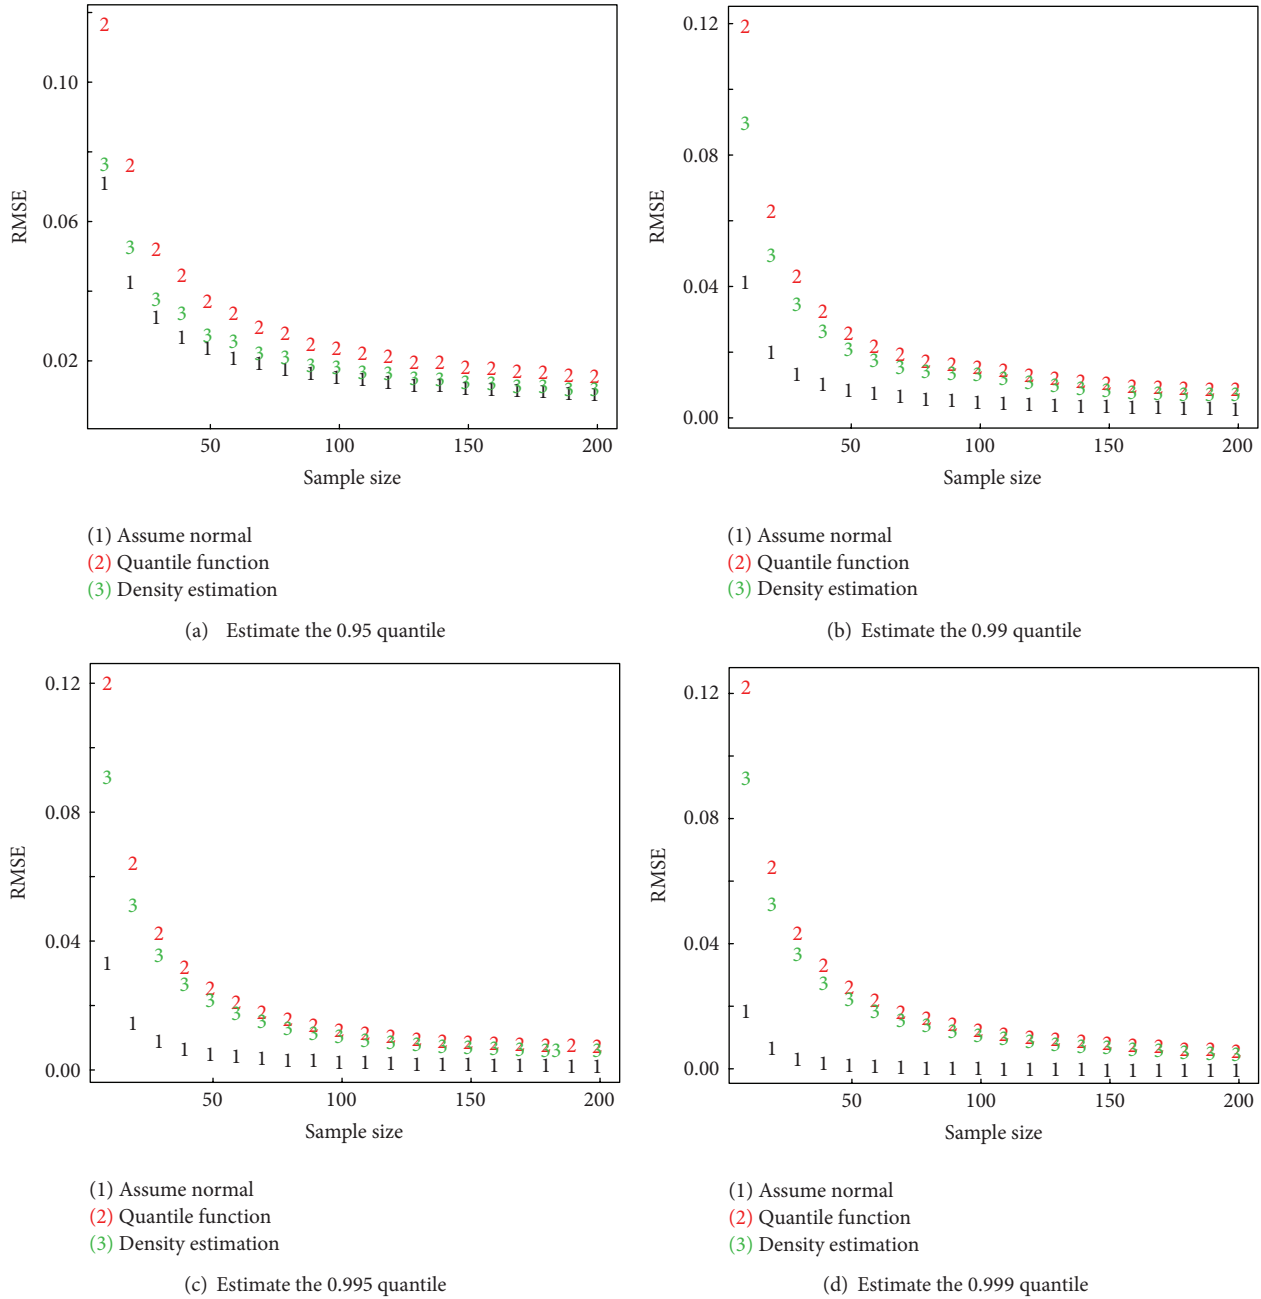 0.10
0.06
0.02
RMSE
50
100
150
200
Sample size
(1) Assume normal
(2) Quantile function
(3) Density estimation
(a) Estimate the 0.95 quantile
0.12
0.08
0.04
0.00
RMSE
50
100
150
200
Sample size
(1) Assume normal
(2) Quantile function
(3) Density estimation
(b) Estimate the 0.99 quantile
0.12
0.08
0.04
0.00
RMSE
50
100
150
200
Sample size
(1) Assume normal
(2) Quantile function
(3) Density estimation
(c) Estimate the 0.995 quantile
0.12
0.08
0.04
0.00
RMSE
50
100
150
200
Sample size
(1) Assume normal
(2) Quantile function
(3) Density estimation
(d) Estimate the 0.999 quantile